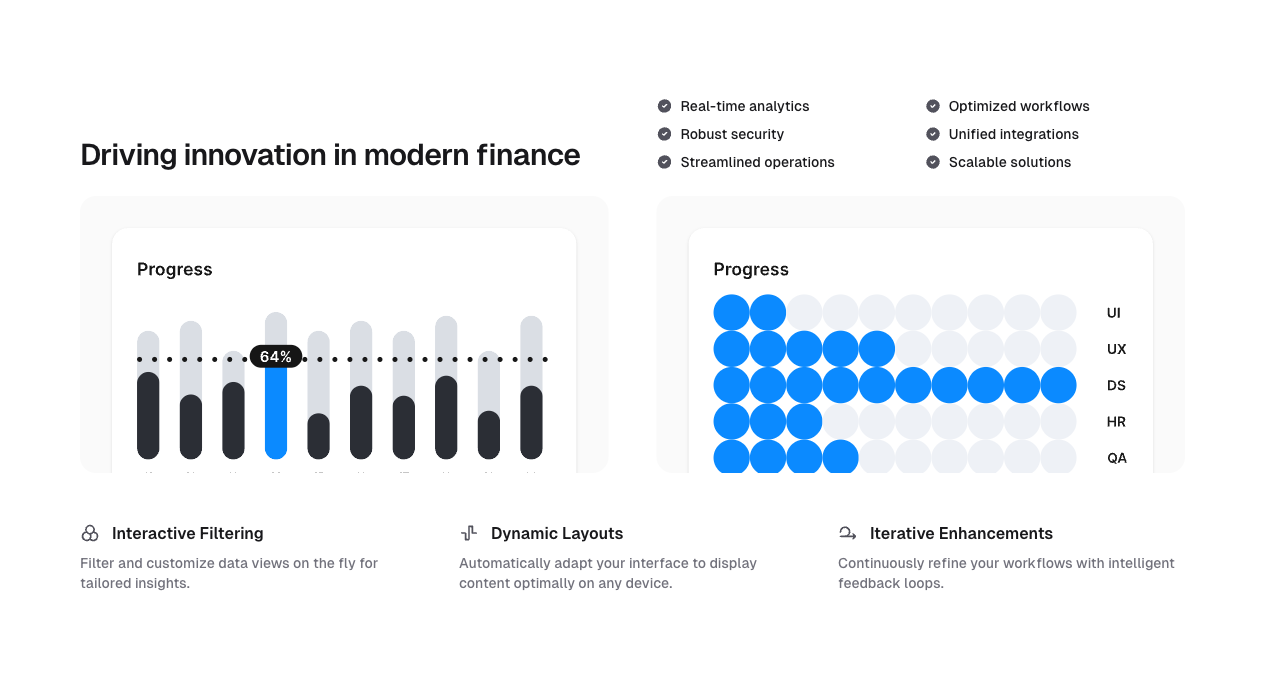 Driving innovation in modern finance
Real-time analytics
Robust security
Streamlined operations
Optimized workflows
Unified integrations
Scalable solutions
Progress
64%
Progress
UI
UX
DS
HR
QA
Interactive Filtering
Filter and customize data views on the fly for
tailored insights.
Dynamic Layouts
Automatically adapt your interface to display
content optimally on any device.
Iterative Enhancements
Continuously refine your workflows with intelligent
feedback loops.